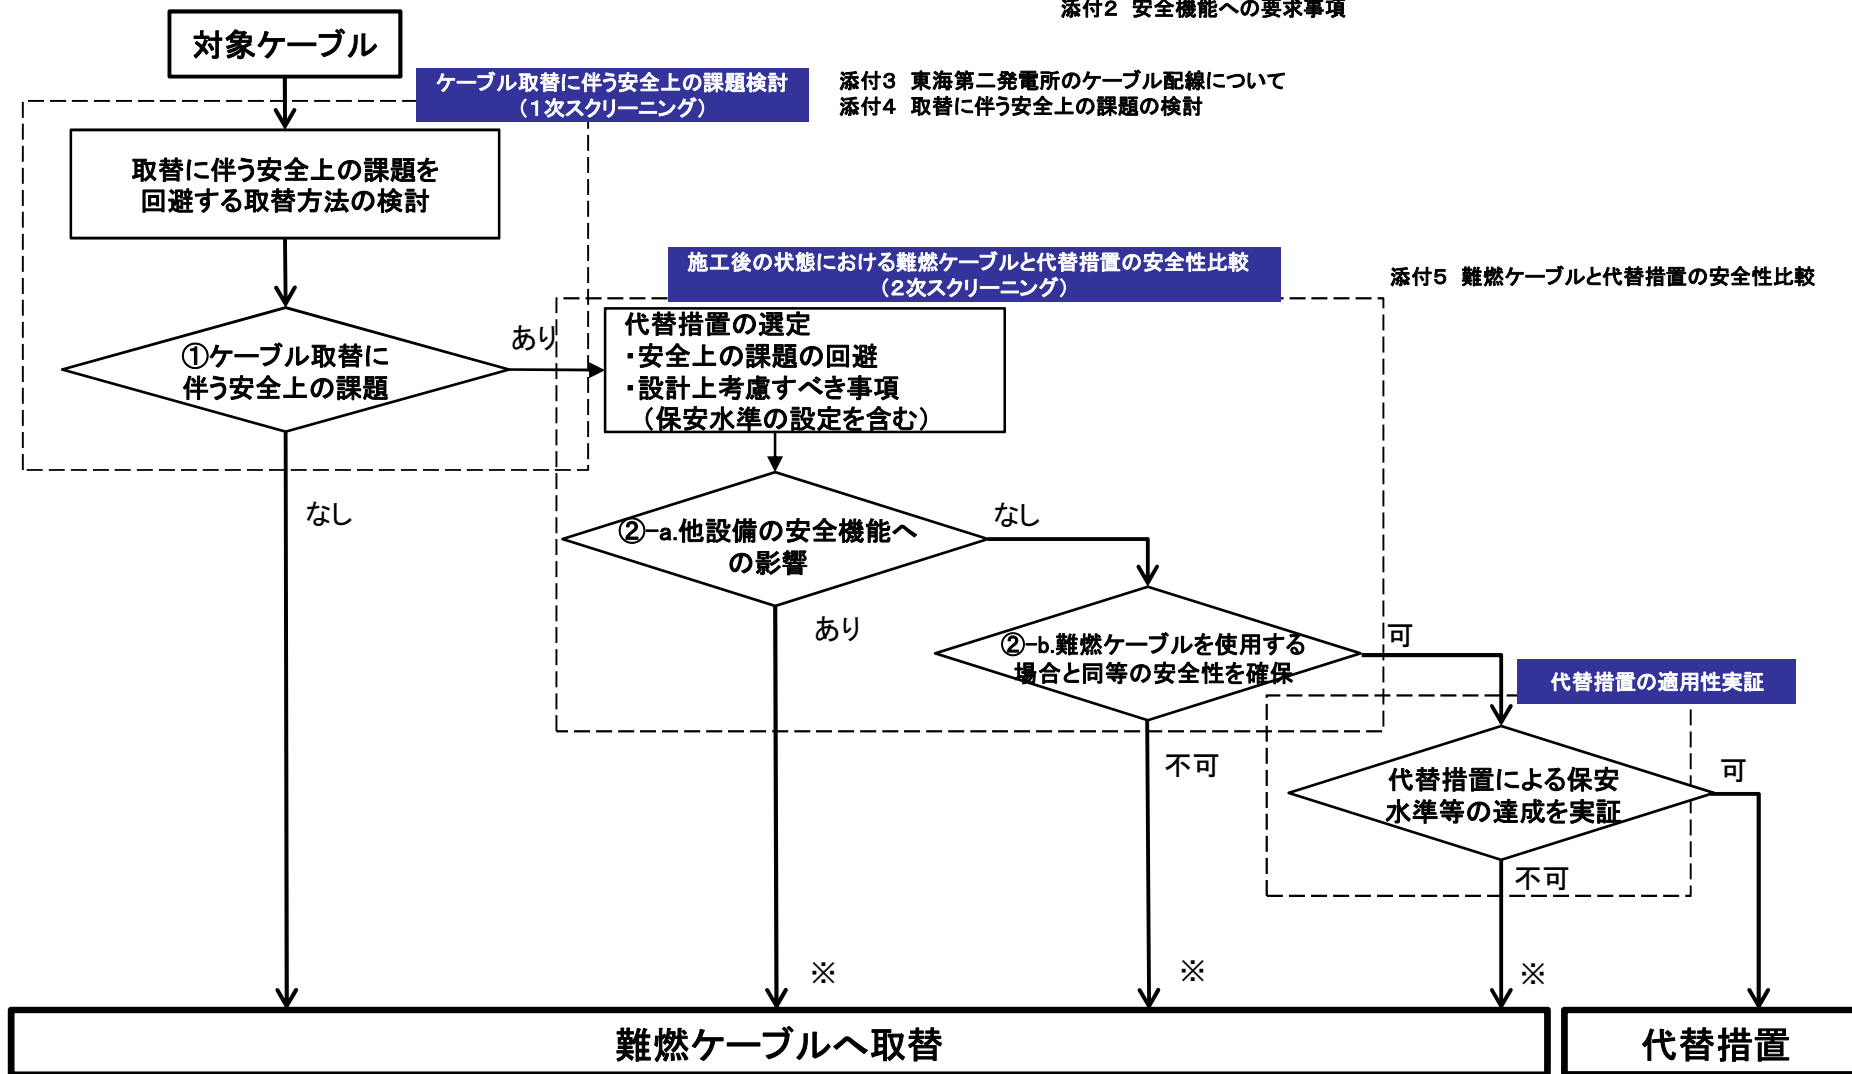 添付2 安全機能への要求事項
対象ケーブル
ケーブル取替に伴う安全上の課題検討
（1次スクリーニング）
添付3 東海第二発電所のケーブル配線について
添付4 取替に伴う安全上の課題の検討
取替に伴う安全上の課題を
回避する取替方法の検討
施工後の状態における難燃ケーブルと代替措置の安全性比較
（2次スクリーニング）
添付5 難燃ケーブルと代替措置の安全性比較
①ケーブル取替に
伴う安全上の課題
あり
代替措置の選定
・安全上の課題の回避
・設計上考慮すべき事項
（保安水準の設定を含む）
なし
②-a.他設備の安全機能へ
の影響
なし
あり
②-b.難燃ケーブルを使用する
場合と同等の安全性を確保
可
代替措置の適用性実証
不可
代替措置による保安
水準等の達成を実証
可
不可
※
※
※
難燃ケーブルへ取替
代替措置